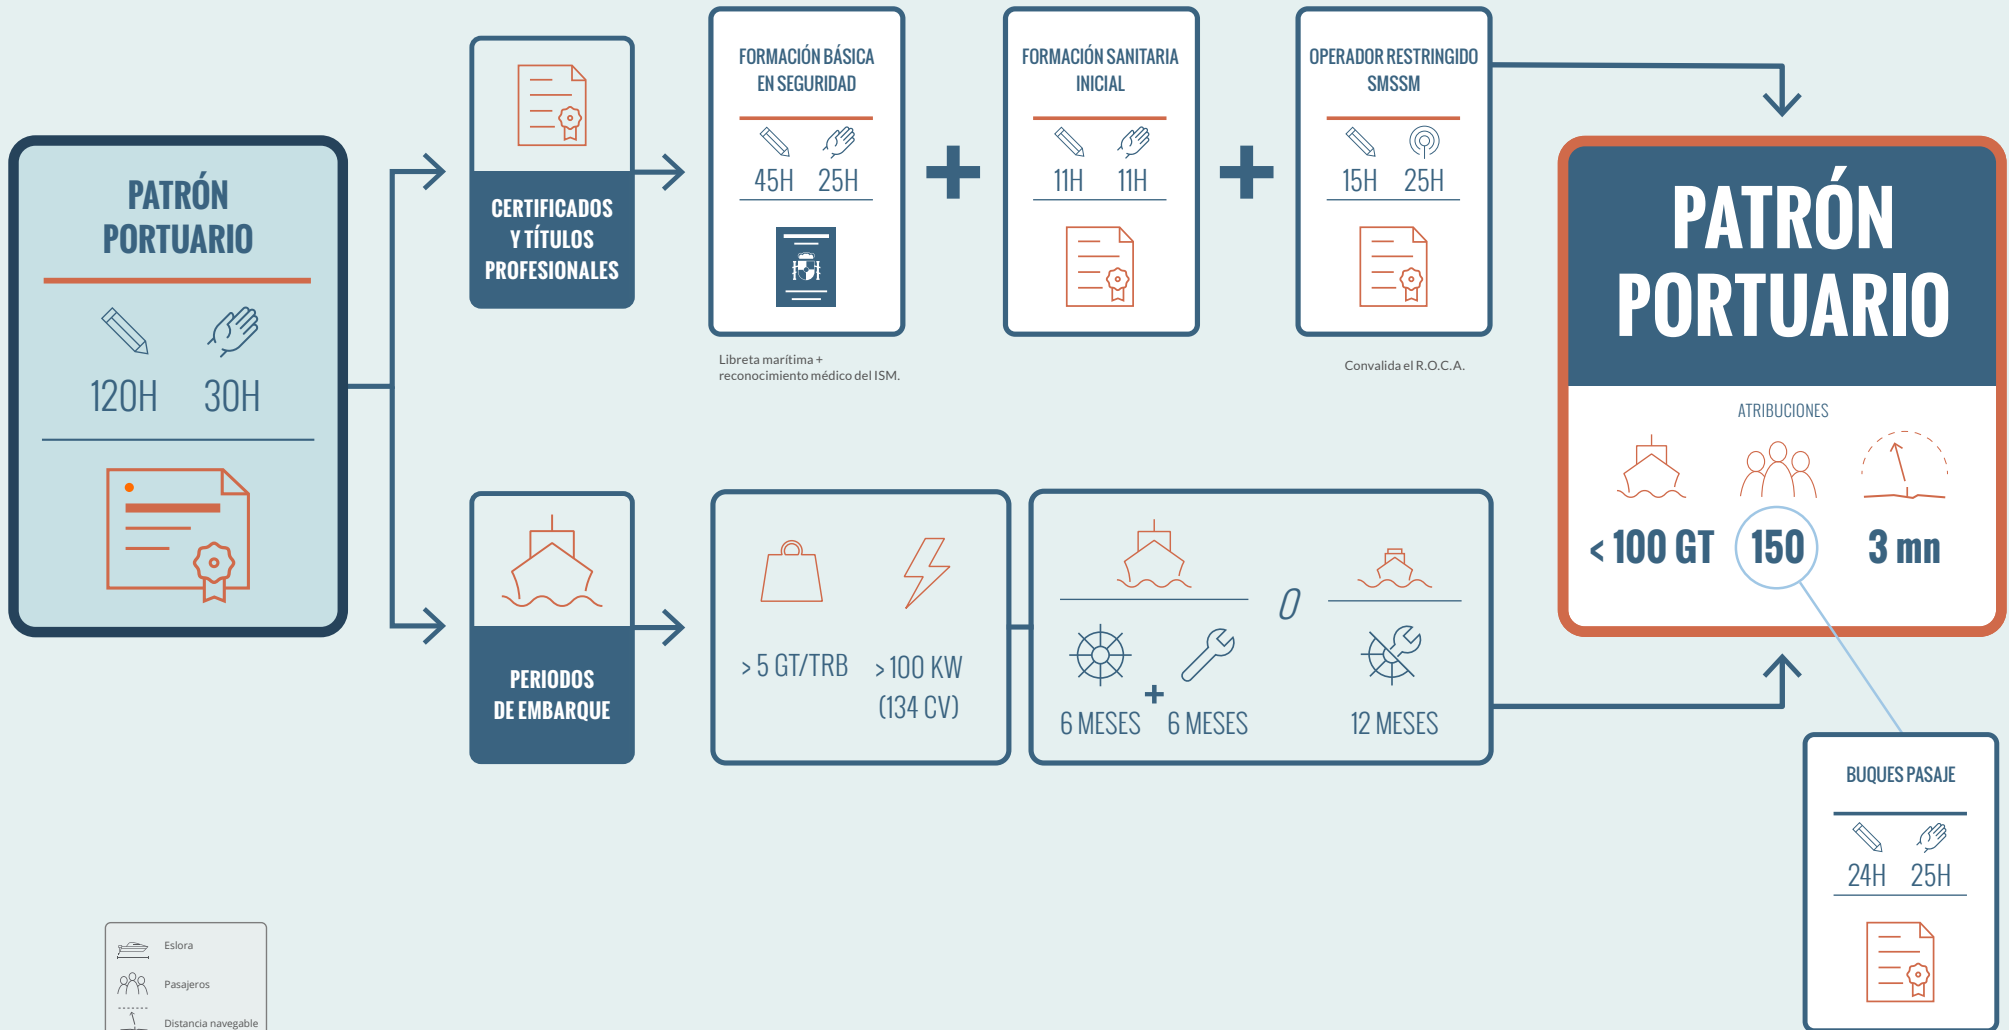 PATRÓN
PORTUARIO
120H 30H
CERTIFICADOS
Y TÍTULOS
PROFESIONALES
FORMACIÓN BÁSICA
EN SEGURIDAD
45H 25H
Libreta marítima +
reconocimiento médico del ISM.
FORMACIÓN SANITARIA
INICIAL
11H 11H
OPERADOR RESTRINGIDO
SMSSM
15H 25H
Convalida el R.O.C.A.
PERIODOS
DE EMBARQUE
> 5 GT/TRB > 100 KW
(134 CV)
6 MESES + 6 MESES
O
12 MESES
PATRÓN
PORTUARIO
ATRIBUCIONES
< 100 GT 150 3 mn
BUQUES PASAJE
24H 25H
Eslora
Pasajeros
Distancia navegable